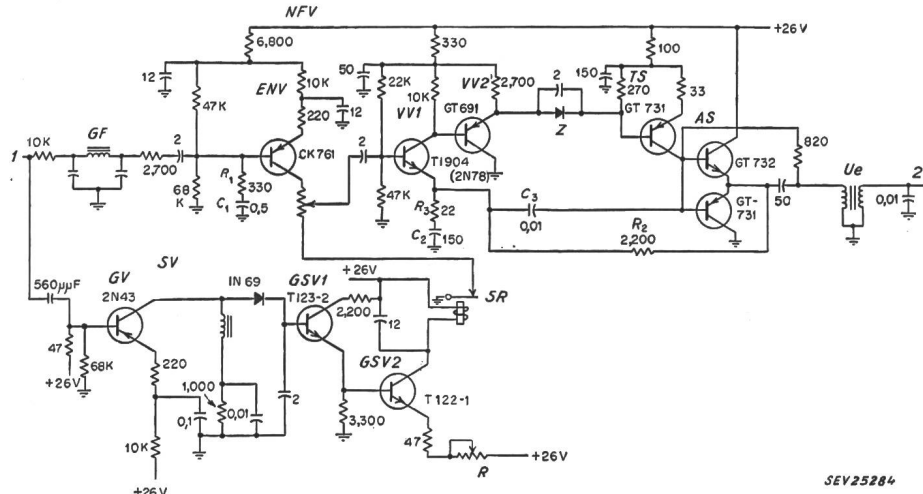 NFV
+26V
6,800
330
100
12
10K
50
22K
VV2
2,700
2
150
TS
270
33
47K
ENV
220
12
VV1
10K
GT691
GT 731
AS
820
1
10K
GF
2,700
2
CK761
2
TI904
(2N78)
Z
GT 732
2
68
K
R1
330
C1
0,5
47K
R3
22
C2
150
C3
0,01
R2
2,200
GT-
731
50
Ue
0,01
560µµF
SV
GV
2N43
IN 69
GSV1
T123-2
+26V
2,200
12
SR
47
+26V
68K
220
1,000
0,01
0,1
2
GSV2
T122-1
3,300
10K
+26V
47
R
+26V
SEV25284